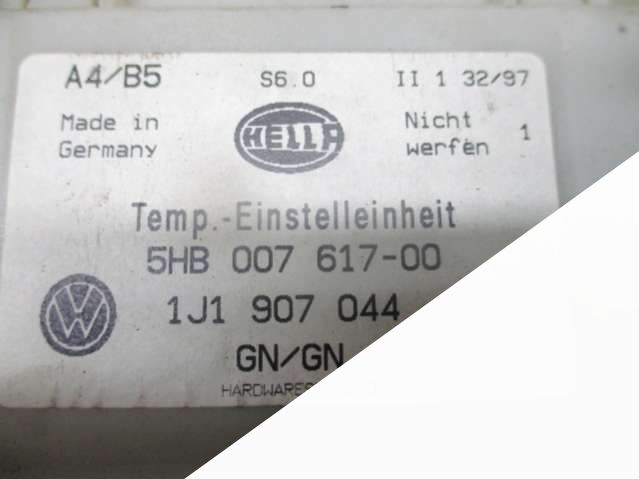 A4/B5 S6.0 II 1 32/97
Made in Germany
HELLA
Nicht werfen 1
Temp.-Einstelleinheit
5HB 007 617-00
1J1 907 044
GN/GN